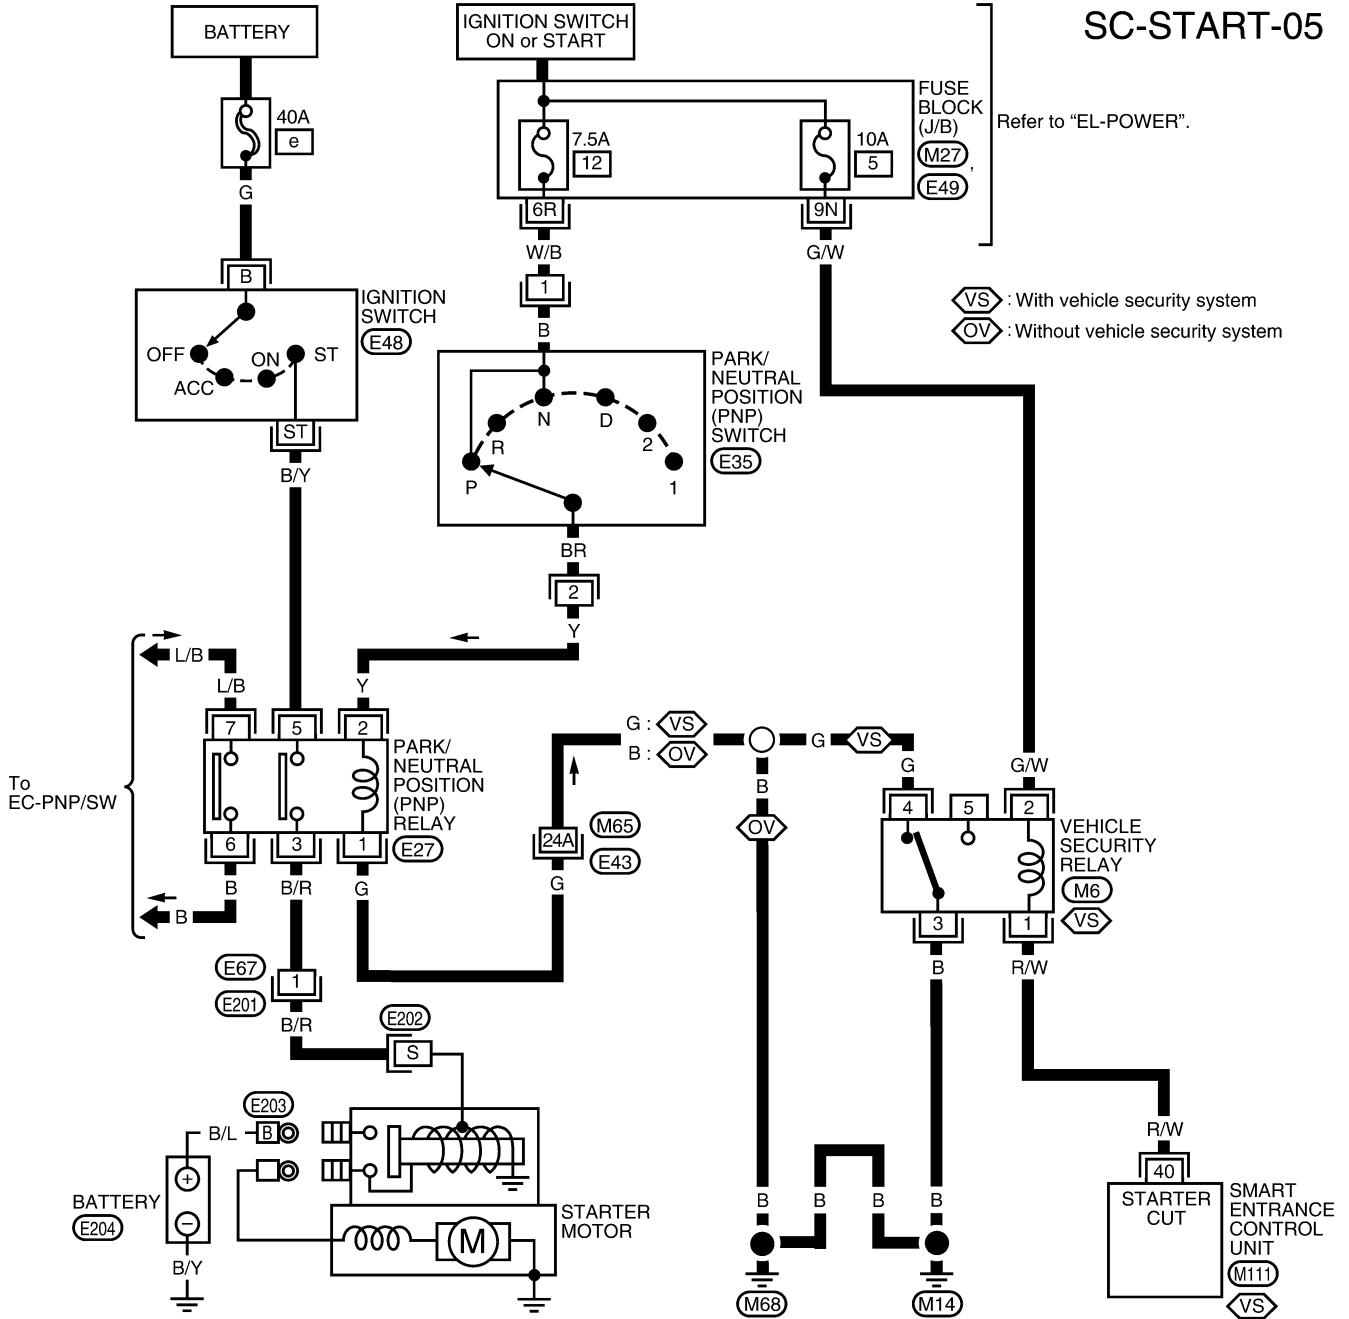 SC-START-05
BATTERY
IGNITION SWITCH
ON or START
40A
e
G
7.5A
12
10A
5
FUSE
BLOCK
(J/B)
M27 ,
E49
Refer to “EL-POWER”.
6R
9N
W/B
G/W
1
B
B
IGNITION
SWITCH
E48
OFF
ACC
ON
ST
ST
B/Y
VS : With vehicle security system
OV : Without vehicle security system
PARK/
NEUTRAL
POSITION
(PNP)
SWITCH
E35
P
R
N
D
2
1
BR
2
Y
Y
L/B
L/B
To
EC-PNP/SW
7
5
2
PARK/
NEUTRAL
POSITION
(PNP)
RELAY
E27
6
3
1
B
B/R
G
B
G : VS
B : OV
24A
M65
E43
G
G
VS
G
B
OV
G/W
4
5
2
VEHICLE
SECURITY
RELAY
M6
VS
3
1
B
R/W
E67
E201
1
B/R
E202
S
E203
B/L
B
BATTERY
E204
+
−
B/Y
M
STARTER
MOTOR
B
B
B
B
M68
M14
R/W
40
STARTER
CUT
SMART
ENTRANCE
CONTROL
UNIT
M111
VS